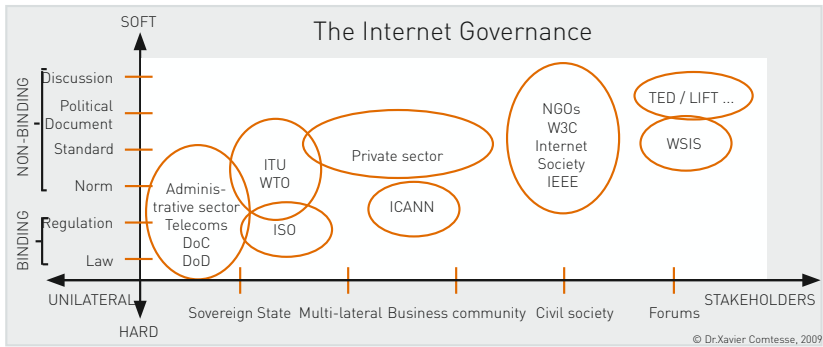 SOFT
The Internet Governance
NON-BINDING
Discussion
Political
Document
Standard
Norm
BINDING
Regulation
Law
Adminis-
trative sector
Telecoms
DoC
DoD
ITU
WTO
ISO
Private sector
ICANN
NGOs
W3C
Internet
Society
IEEE
TED / LIFT ...
WSIS
UNILATERAL
STAKEHOLDERS
Sovereign State
Multi-lateral
Business community
Civil society
Forums
HARD
© Dr.Xavier Comtesse, 2009